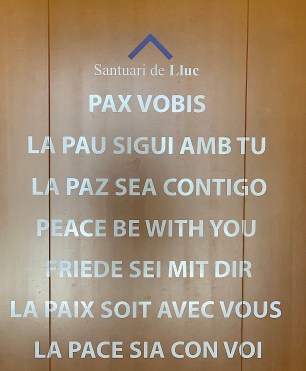 Santuari de Lluc
PAX VOBIS
LA PAU SIGUI AMB TU
LA PAZ SEA CONTIGO
PEACE BE WITH YOU
FRIEDE SEI MIT DIR
LA PAIX SOIT AVEC VOUS
LA PACE SIA CON VOI